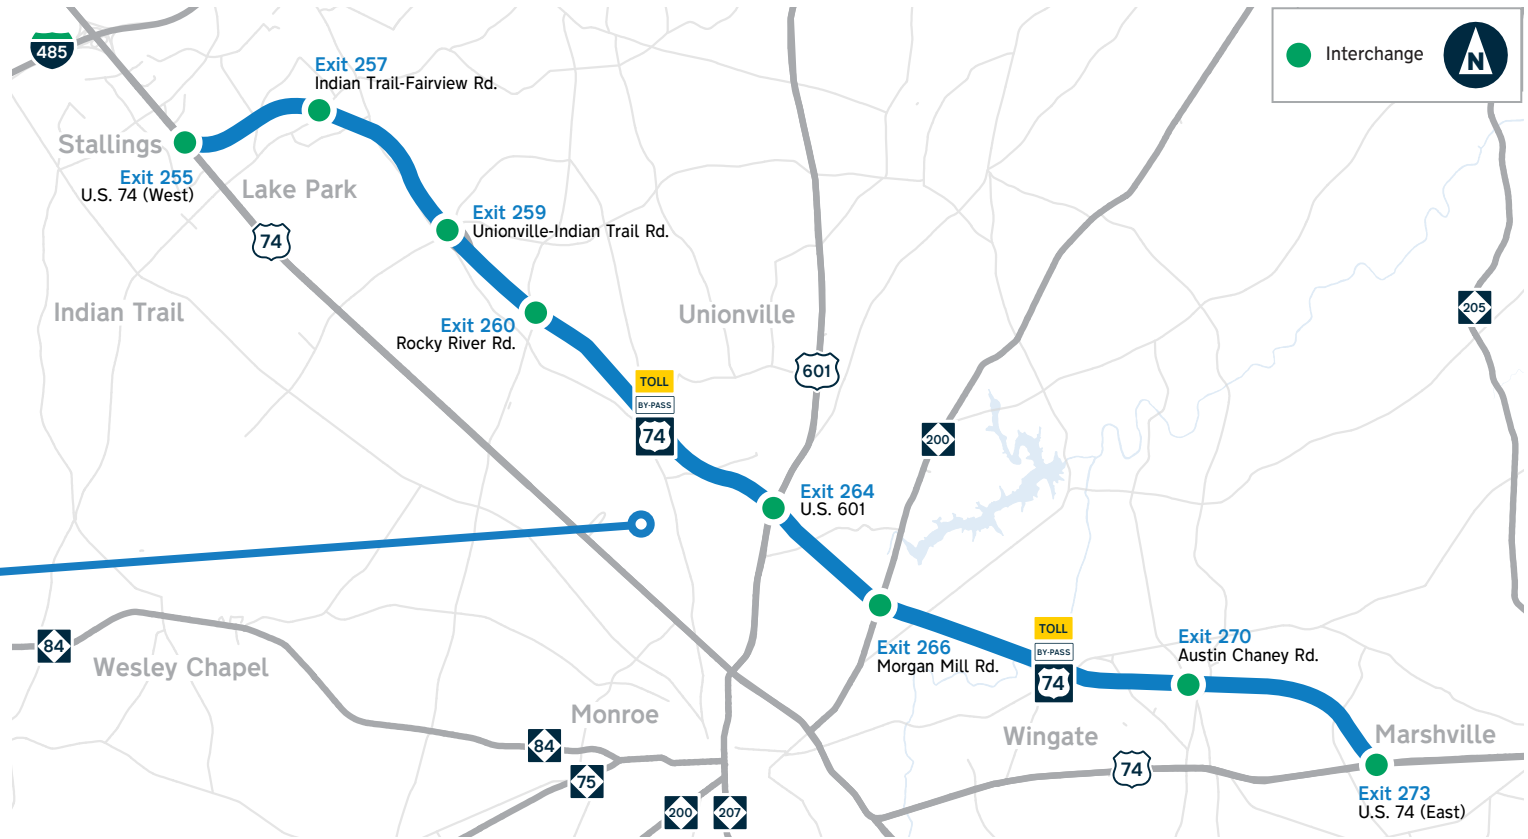 485
Exit 257
Indian Trail-Fairview Rd.
Interchange
N
Stallings
Exit 255
U.S. 74 (West)
Lake Park
74
Exit 259
Unionville-Indian Trail Rd.
Indian Trail
Exit 260
Rocky River Rd.
Unionville
205
601
TOLL
BY-PASS
74
200
Exit 264
U.S. 601
84
Wesley Chapel
Exit 266
Morgan Mill Rd.
TOLL
BY-PASS
74
Exit 270
Austin Chaney Rd.
Monroe
Wingate
Marshville
84
75
74
200
207
Exit 273
U.S. 74 (East)